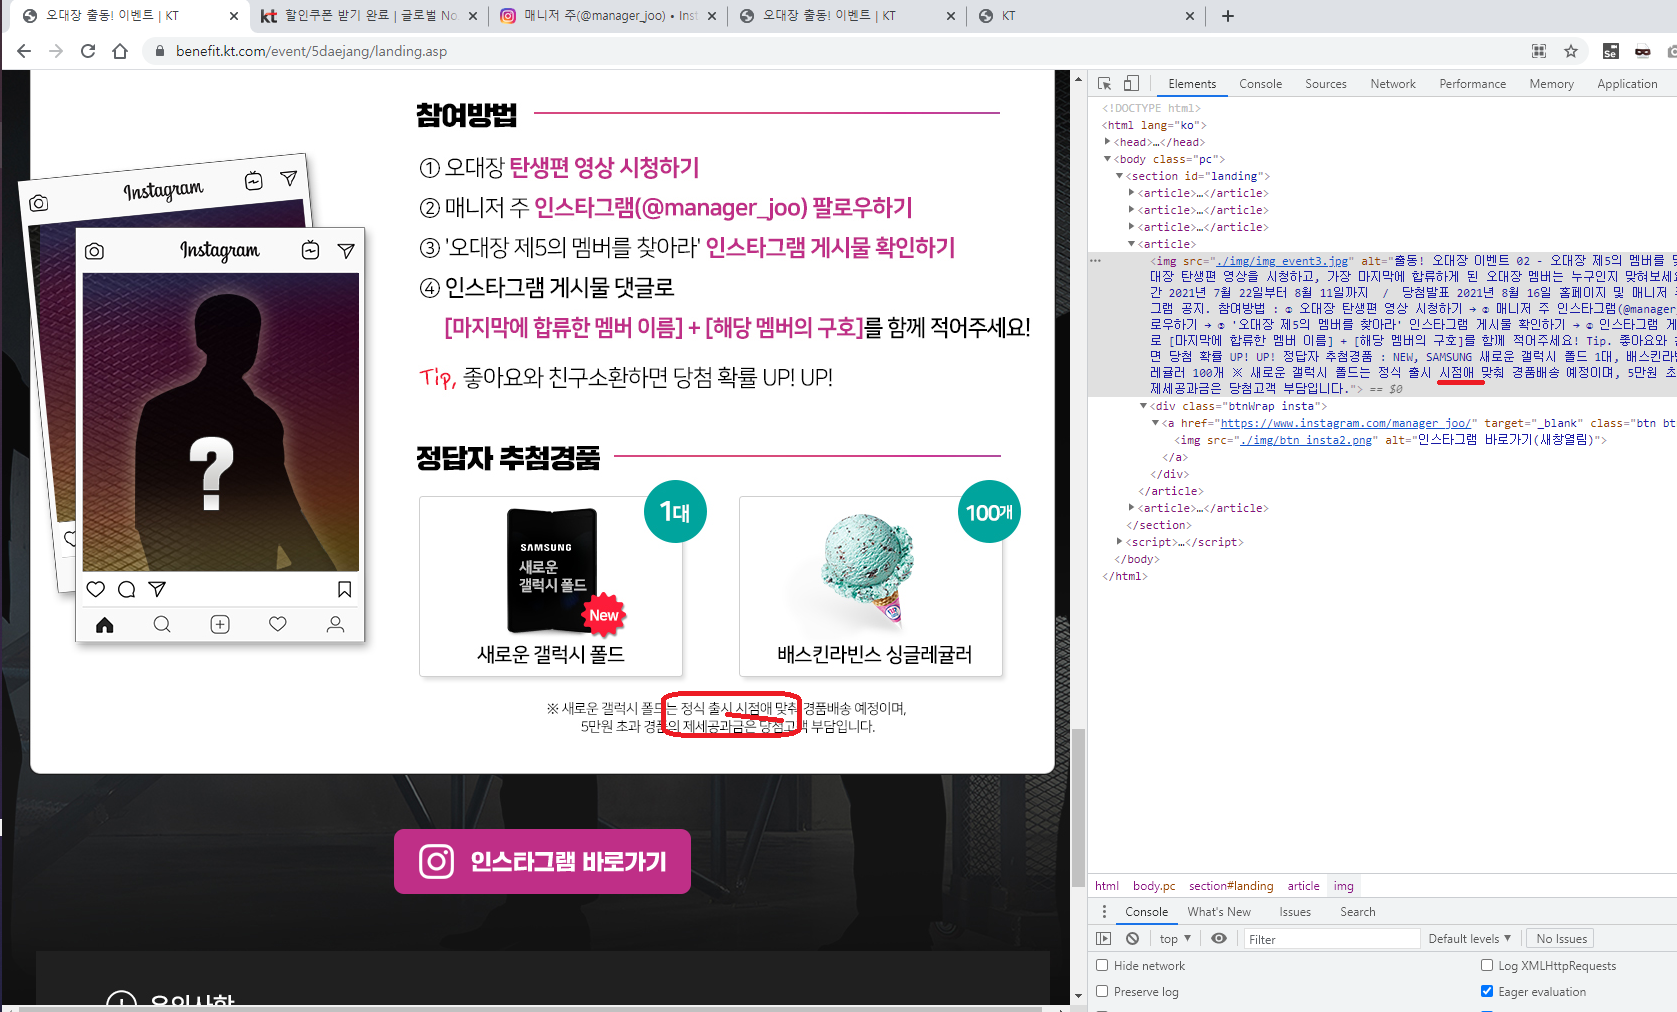 오대장 출동! 이벤트 | KT
할인쿠폰 받기 완료 | 글로벌 No
매니저 주(@manager_joo) • Inst
오대장 출동! 이벤트 | KT
KT
benefit.kt.com/event/5daejang/landing.asp
참여방법
① 오대장 탄생편 영상 시청하기
② 매니저 주 인스타그램(@manager_joo) 팔로우하기
③ '오대장 제5의 멤버를 찾아라' 인스타그램 게시물 확인하기
④ 인스타그램 게시물 댓글로
[마지막에 합류한 멤버 이름] + [해당 멤버의 구호]를 함께 적어주세요!
Tip, 좋아요와 친구소환하면 당첨 확률 UP! UP!
Instagram
Instagram
?
정답자 추첨경품
1대
SAMSUNG
새로운
갤럭시 폴드
New
새로운 갤럭시 폴드
100개
배스킨라빈스 싱글레귤러
※ 새로운 갤럭시 폴드는 정식 출시 시점애 맞춰 경품배송 예정이며,
5만원 초과 경품의 제세공과금은 당첨고객 부담입니다.
인스타그램 바로가기
유의사항
Elements Console Sources Network Performance Memory Application
<!DOCTYPE html>
<html lang="ko">
<head>…</head>
<body class="pc">
<section id="landing">
<article>…</article>
<article>…</article>
<article>…</article>
<article>
<img src="./img/img_event3.jpg" alt="출동! 오대장 이벤트 02 - 오대장 제5의 멤버를 찾
대장 탄생편 영상을 시청하고, 가장 마지막에 합류하게 된 오대장 멤버는 누구인지 맞혀보세요
간 2021년 7월 22일부터 8월 11일까지 / 당첨발표 2021년 8월 16일 홈페이지 및 매니저 주
그램 공지. 참여방법 : ① 오대장 탄생편 영상 시청하기 → ② 매니저 주 인스타그램(@manager_
로우하기 → ③ '오대장 제5의 멤버를 찾아라' 인스타그램 게시물 확인하기 → ④ 인스타그램 게
로 [마지막에 합류한 멤버 이름] + [해당 멤버의 구호]를 함께 적어주세요! Tip. 좋아요와 친
면 당첨 확률 UP! UP! 정답자 추첨경품 : NEW, SAMSUNG 새로운 갤럭시 폴드 1대, 배스킨라빈
레귤러 100개 ※ 새로운 갤럭시 폴드는 정식 출시 시점애 맞춰 경품배송 예정이며, 5만원 초
제세공과금은 당첨고객 부담입니다."> == $0
<div class="btnWrap insta">
<a href="https://www.instagram.com/manager_joo/" target="_blank" class="btn bt
<img src="./img/btn_insta2.png" alt="인스타그램 바로가기(새창열림)">
</a>
</div>
</article>
<article>…</article>
</section>
<script>…</script>
</body>
</html>
html body.pc section#landing article img
Console What's New Issues Search
top Filter Default levels No Issues
Hide network Log XMLHttpRequests
Preserve log Eager evaluation